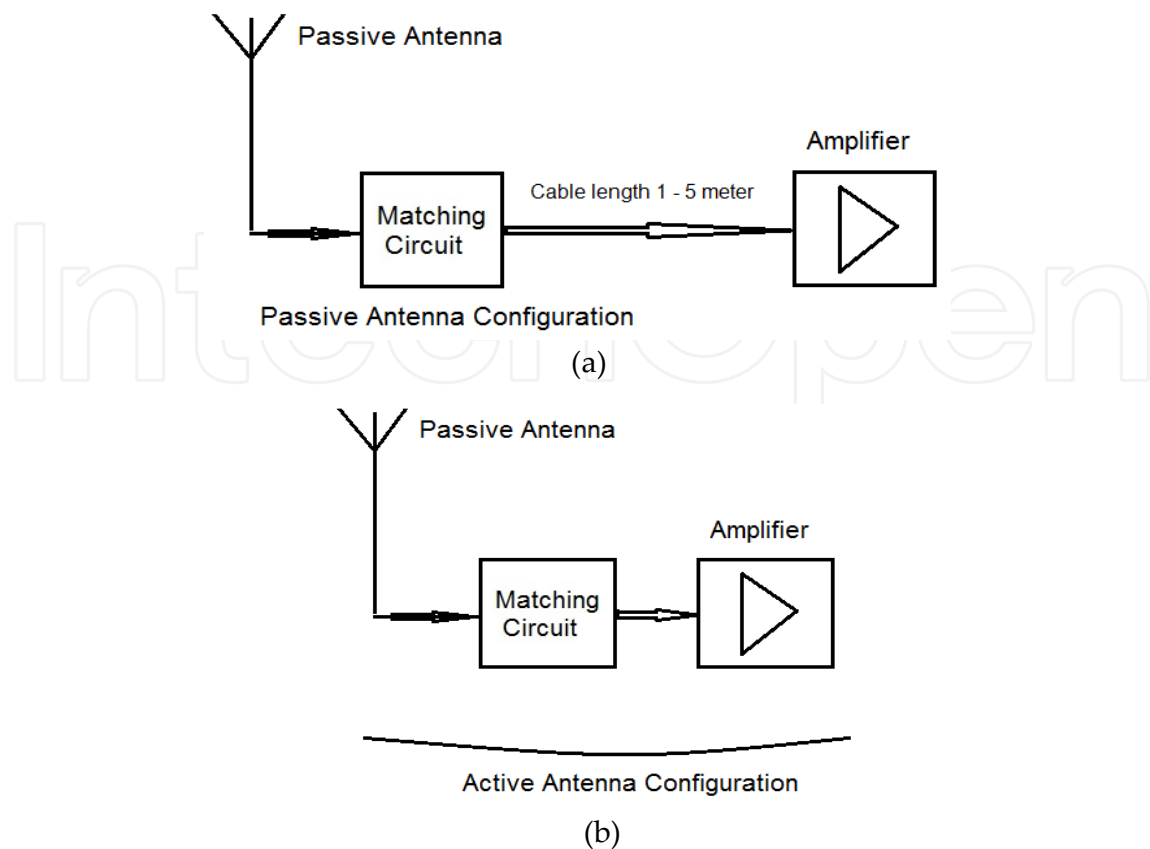 Passive Antenna
Amplifier
Cable length 1 - 5 meter
Matching
Circuit
Passive Antenna Configuration
IntechOpen
(a)
Passive Antenna
Amplifier
Matching
Circuit
Active Antenna Configuration
(b)